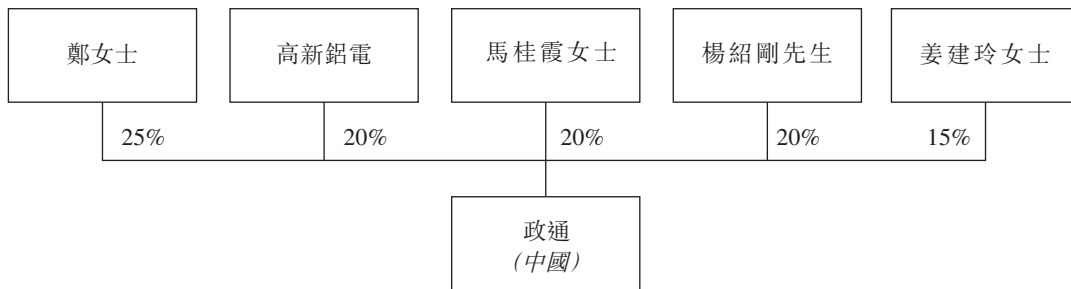 鄭女士
高新鋁電
馬桂霞女士
楊紹剛先生
姜建玲女士
25%
20%
20%
20%
15%
政通
(中國)